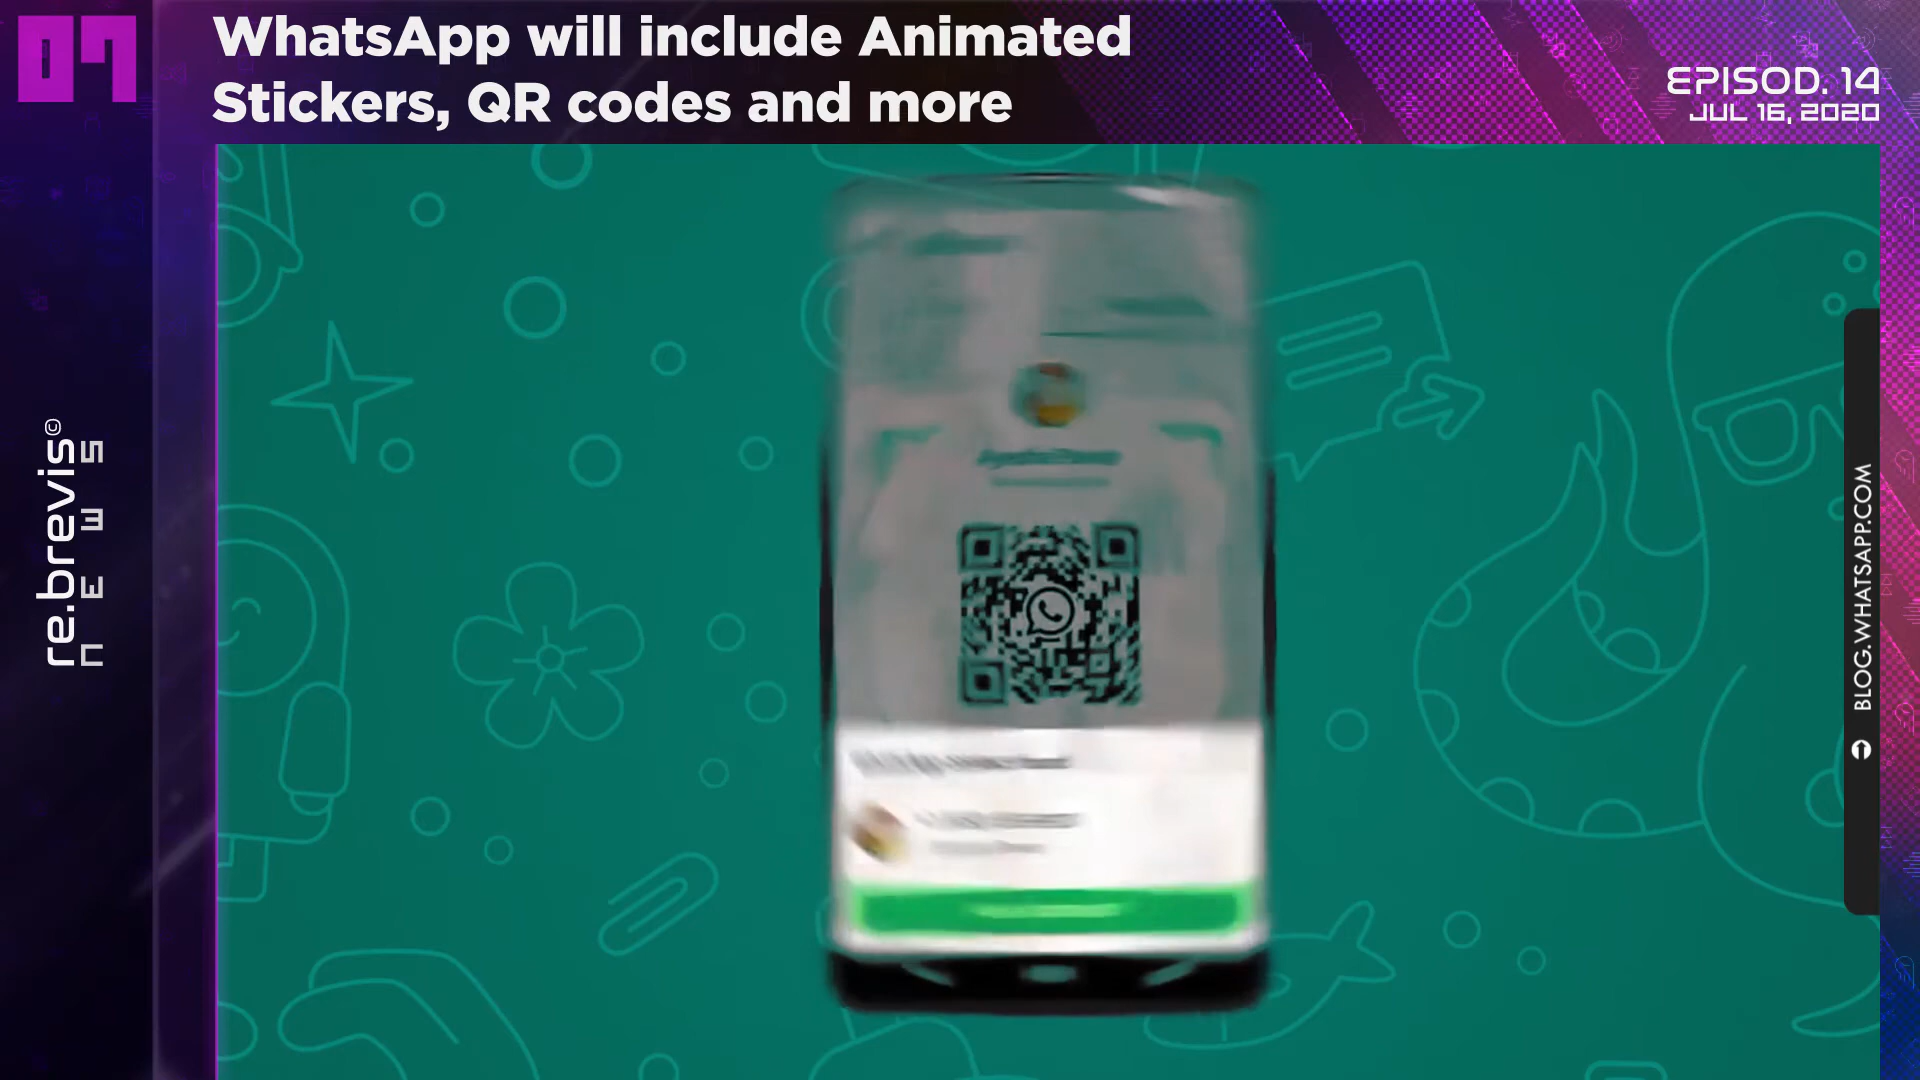 07
WhatsApp will include Animated
Stickers, QR codes and more
EPISOD. 14
JUL 16, 2020
re.brevis©
news
BLOG.WHATSAPP.COM